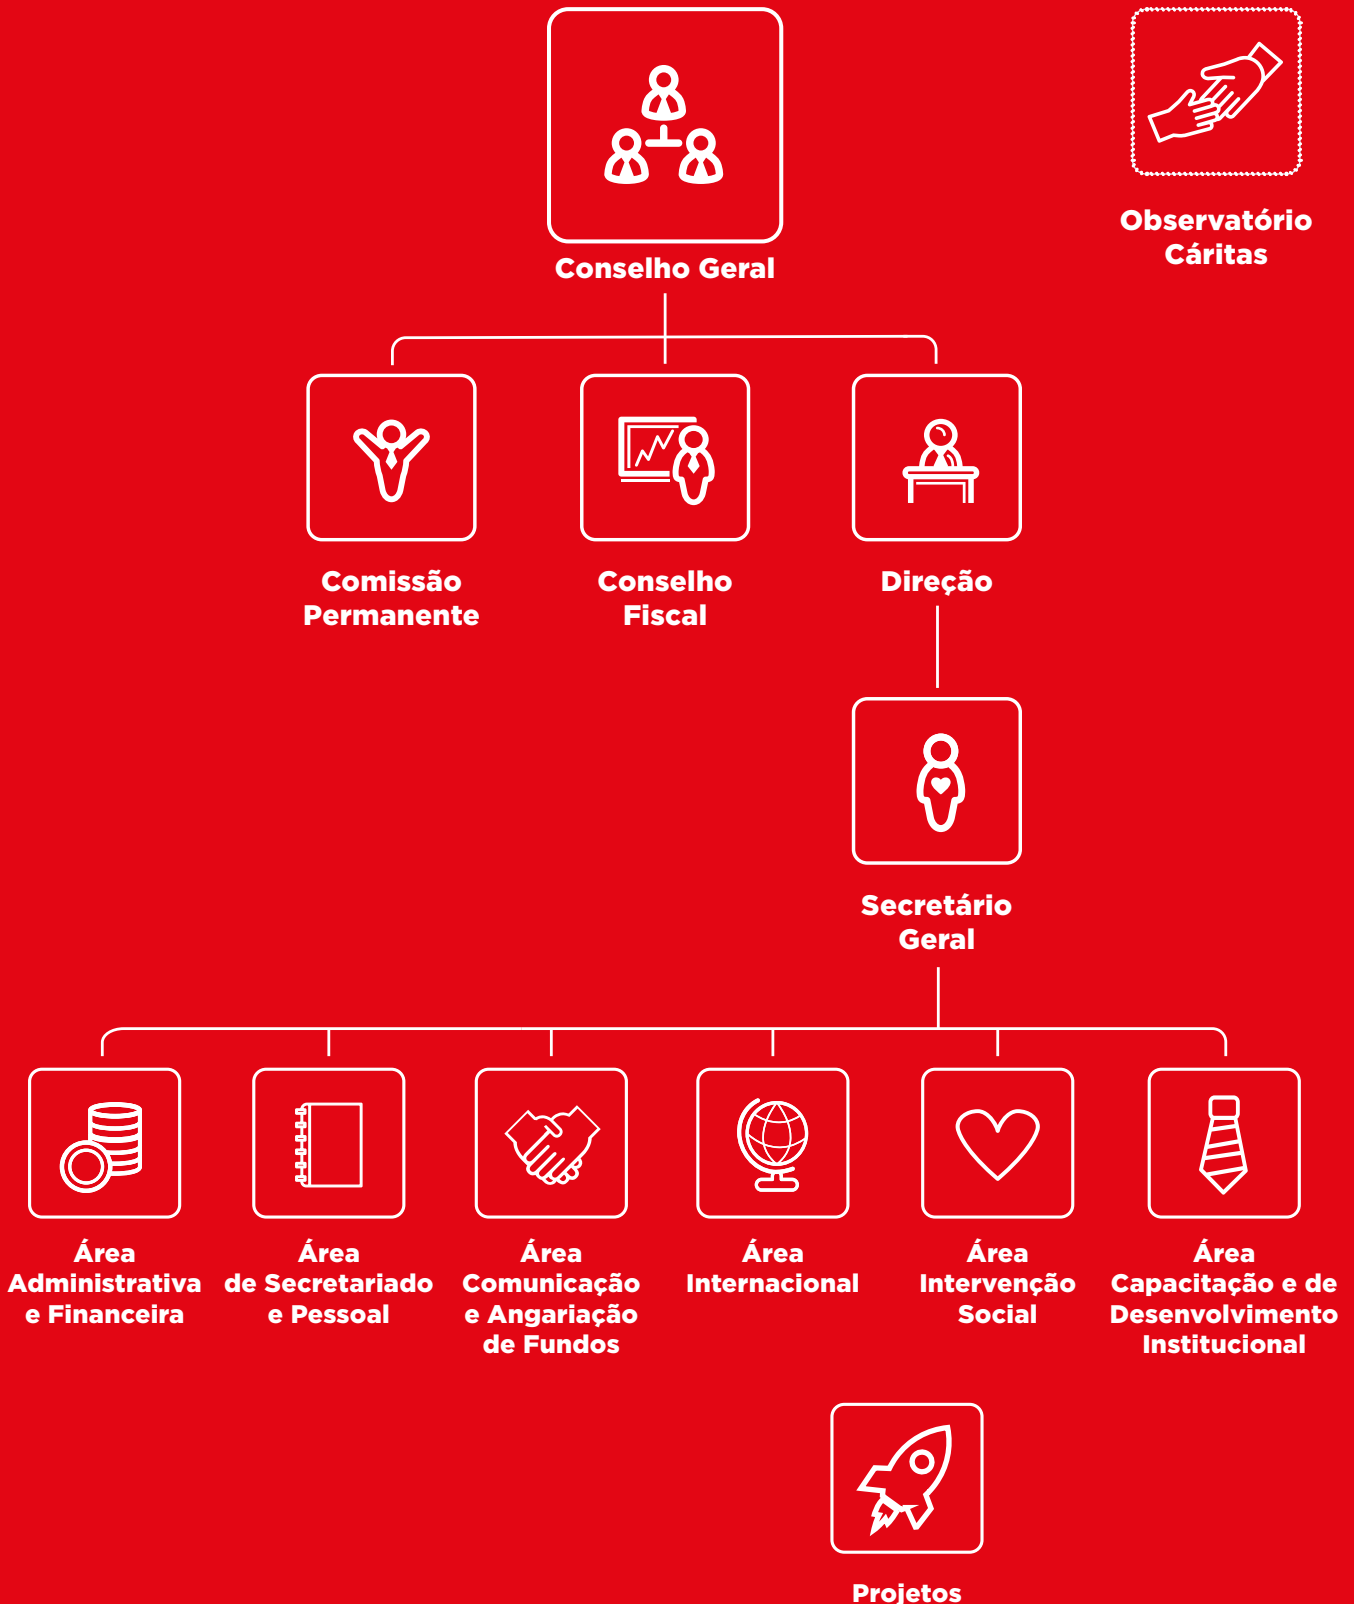 Conselho Geral
Observatório
Cáritas
Comissão
Permanente
Conselho
Fiscal
Direção
Secretário
Geral
Área
Administrativa
e Financeira
Área
de Secretariado
e Pessoal
Área
Comunicação
e Angariação
de Fundos
Área
Internacional
Área
Intervenção
Social
Área
Capacitação e de
Desenvolvimento
Institucional
Projetos